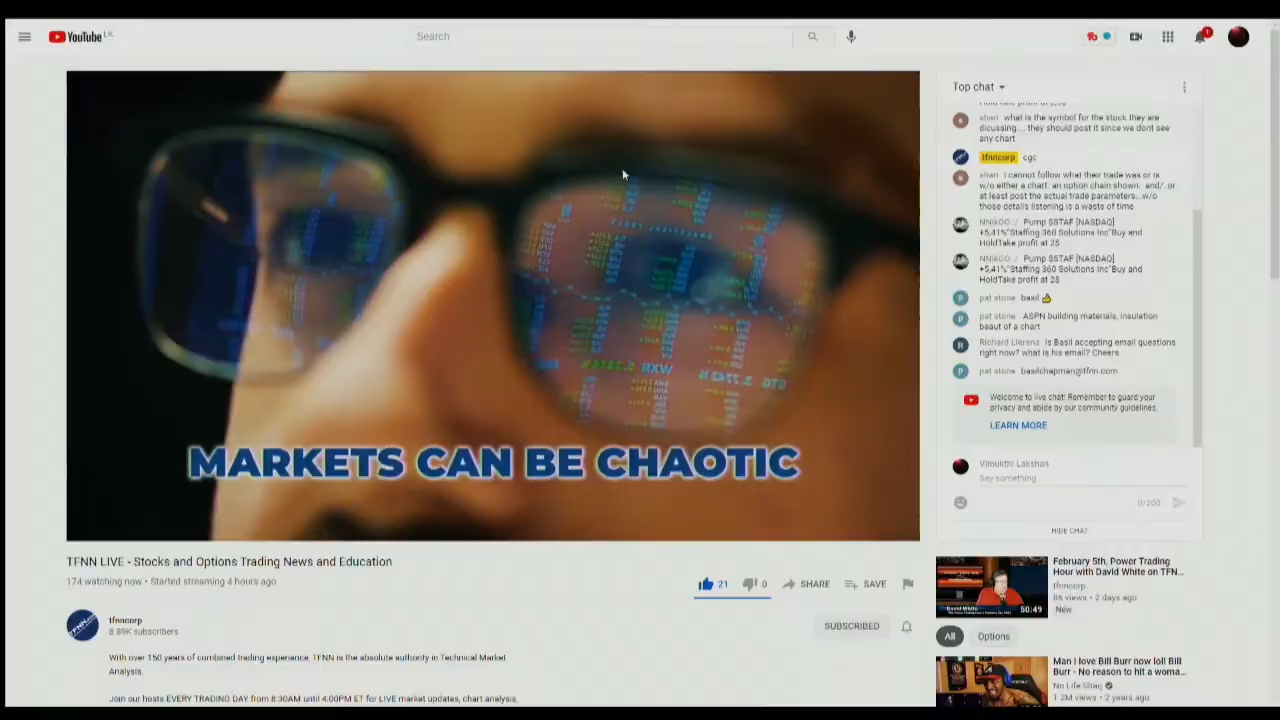 YouTube LK
Search
1
Top chat
shari what is the symbol for the stock they are
dicussing.... they should post it since we dont see
any chart
tfnncorp cgc
shari I cannot follow what their trade was or is
w/o either a chart. an option chain shown. and/. or
at least post the actual trade parameters...w/o
those details listening is a waste of time
NNikOO :/ Pump $STAF [NASDAQ]
+5,41%"Staffing 360 Solutions Inc"Buy and
HoldTake profit at 2$
NNikOO :/ Pump $STAF [NASDAQ]
+5,41%"Staffing 360 Solutions Inc"Buy and
HoldTake profit at 2$
pat stone basil 👍
pat stone ASPN building materials, insulation
beaut of a chart
Richard Llerena Is Basil accepting email questions
right now? what is his email? Cheers
pat stone basilchapman@tfnn.com
Welcome to live chat! Remember to guard your
privacy and abide by our community guidelines.
LEARN MORE
Vimukthi Lakshan
Say something
0/200
HIDE CHAT
MARKETS CAN BE CHAOTIC
TFNN LIVE - Stocks and Options Trading News and Education
174 watching now • Started streaming 4 hours ago
21 0 SHARE SAVE
tfnncorp
8.89K subscribers
SUBSCRIBED
With over 150 years of combined trading experience, TFNN is the absolute authority in Technical Market
Analysis.
Join our hosts EVERY TRADING DAY from 8:30AM until 4:00PM ET for LIVE market updates, chart analysis,
February 5th, Power Trading
Hour with David White on TFN...
tfnncorp
86 views • 2 days ago
New
David White
50:49
All Options
Man I love Bill Burr now lol! Bill
Burr - No reason to hit a woma...
No Life Shaq
1.2M views • 2 years ago